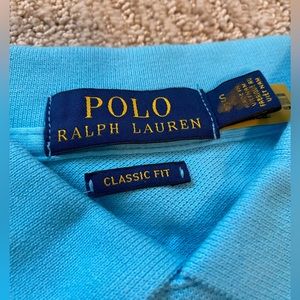 POLO
RALPH LAUREN
CLASSIC FIT
S